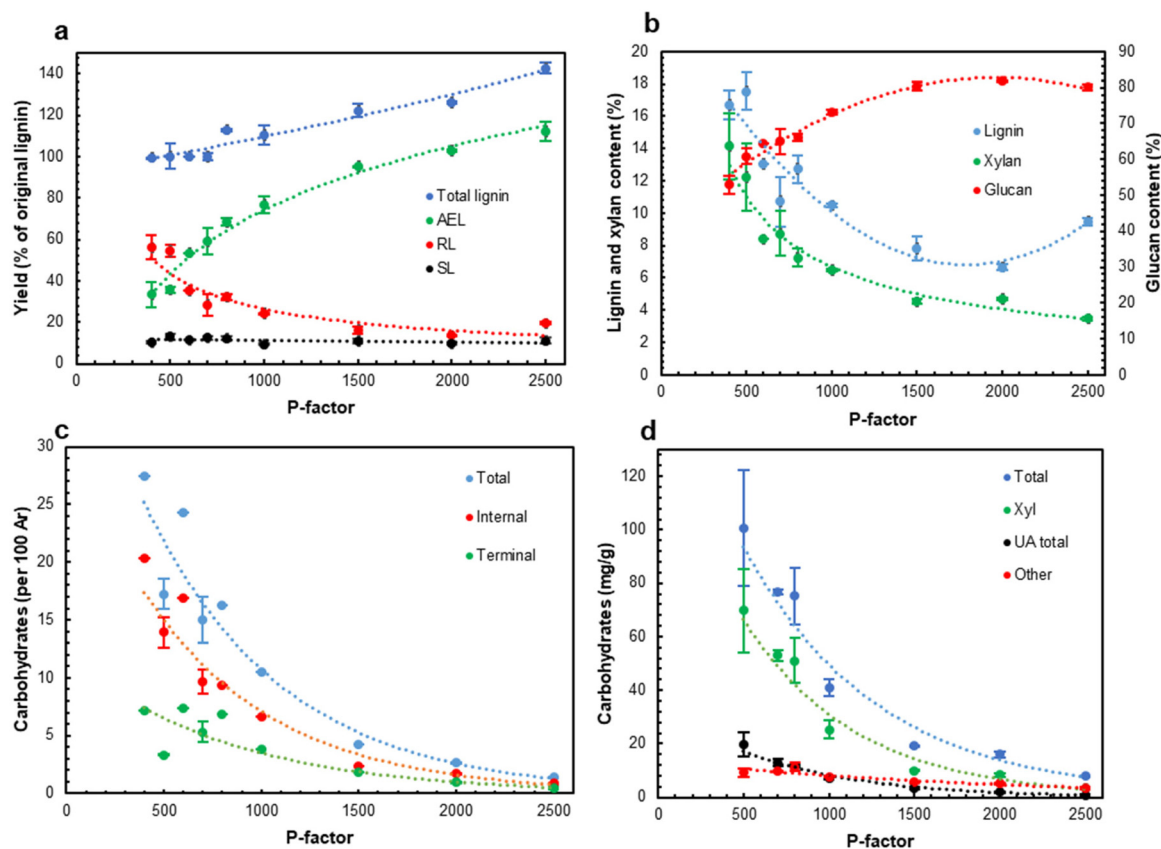 a
Yield (% of original lignin)
140
120
100
80
60
40
20
0
Total lignin
AEL
RL
SL
0
500
1000
1500
2000
2500
P-factor
b
Lignin and xylan content (%)
20
18
16
14
12
10
8
6
4
2
0
Lignin
Xylan
Glucan
90
80
70
60
50
40
30
20
10
0
Glucan content (%)
0
500
1000
1500
2000
2500
P-factor
c
Carbohydrates (per 100 Ar)
30
25
20
15
10
5
0
Total
Internal
Terminal
0
500
1000
1500
2000
2500
P-factor
d
Carbohydrates (mg/g)
120
100
80
60
40
20
0
Total
Xyl
UA total
Other
0
500
1000
1500
2000
2500
P-factor